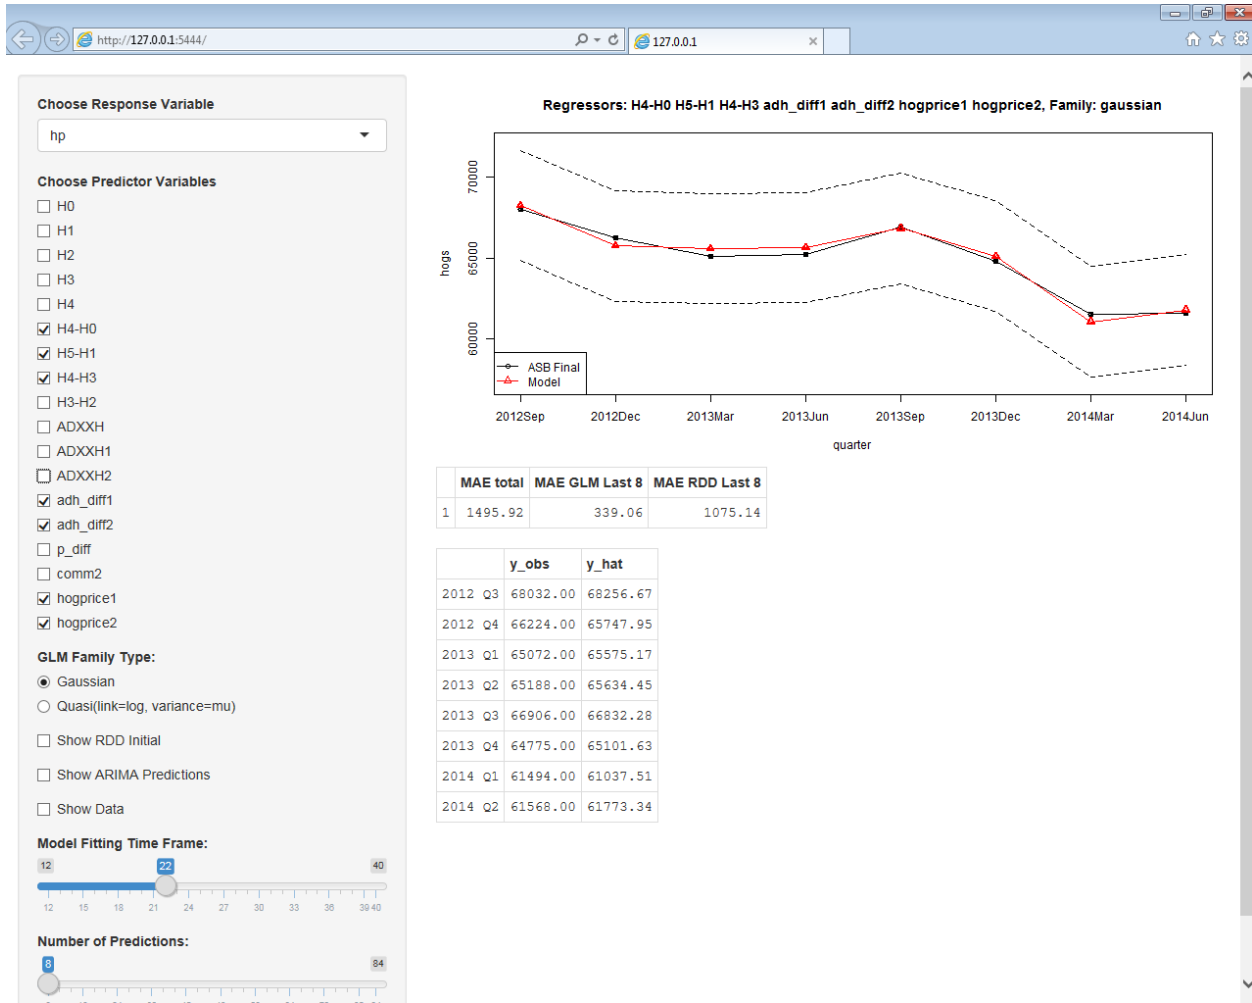 http://127.0.0.1:5444/
127.0.0.1
Choose Response Variable
hp
Choose Predictor Variables
H0
H1
H2
H3
H4
H4-H0
H5-H1
H4-H3
H3-H2
ADXXH
ADXXH1
ADXXH2
adh_diff1
adh_diff2
p_diff
comm2
hogprice1
hogprice2
GLM Family Type:
Gaussian
Quasi(link=log, variance=mu)
Show RDD Initial
Show ARIMA Predictions
Show Data
Model Fitting Time Frame:
12 22 40
12 15 18 21 24 27 30 33 36 39 40
Number of Predictions:
8 84
Regressors: H4-H0 H5-H1 H4-H3 adh_diff1 adh_diff2 hogprice1 hogprice2, Family: gaussian
hogs
70000
65000
60000
ASB Final
Model
2012Sep 2012Dec 2013Mar 2013Jun 2013Sep 2013Dec 2014Mar 2014Jun
quarter
MAE total MAE GLM Last 8 MAE RDD Last 8
1 1495.92 339.06 1075.14
y_obs y_hat
2012 Q3 68032.00 68256.67
2012 Q4 66224.00 65747.95
2013 Q1 65072.00 65575.17
2013 Q2 65188.00 65634.45
2013 Q3 66906.00 66832.28
2013 Q4 64775.00 65101.63
2014 Q1 61494.00 61037.51
2014 Q2 61568.00 61773.34